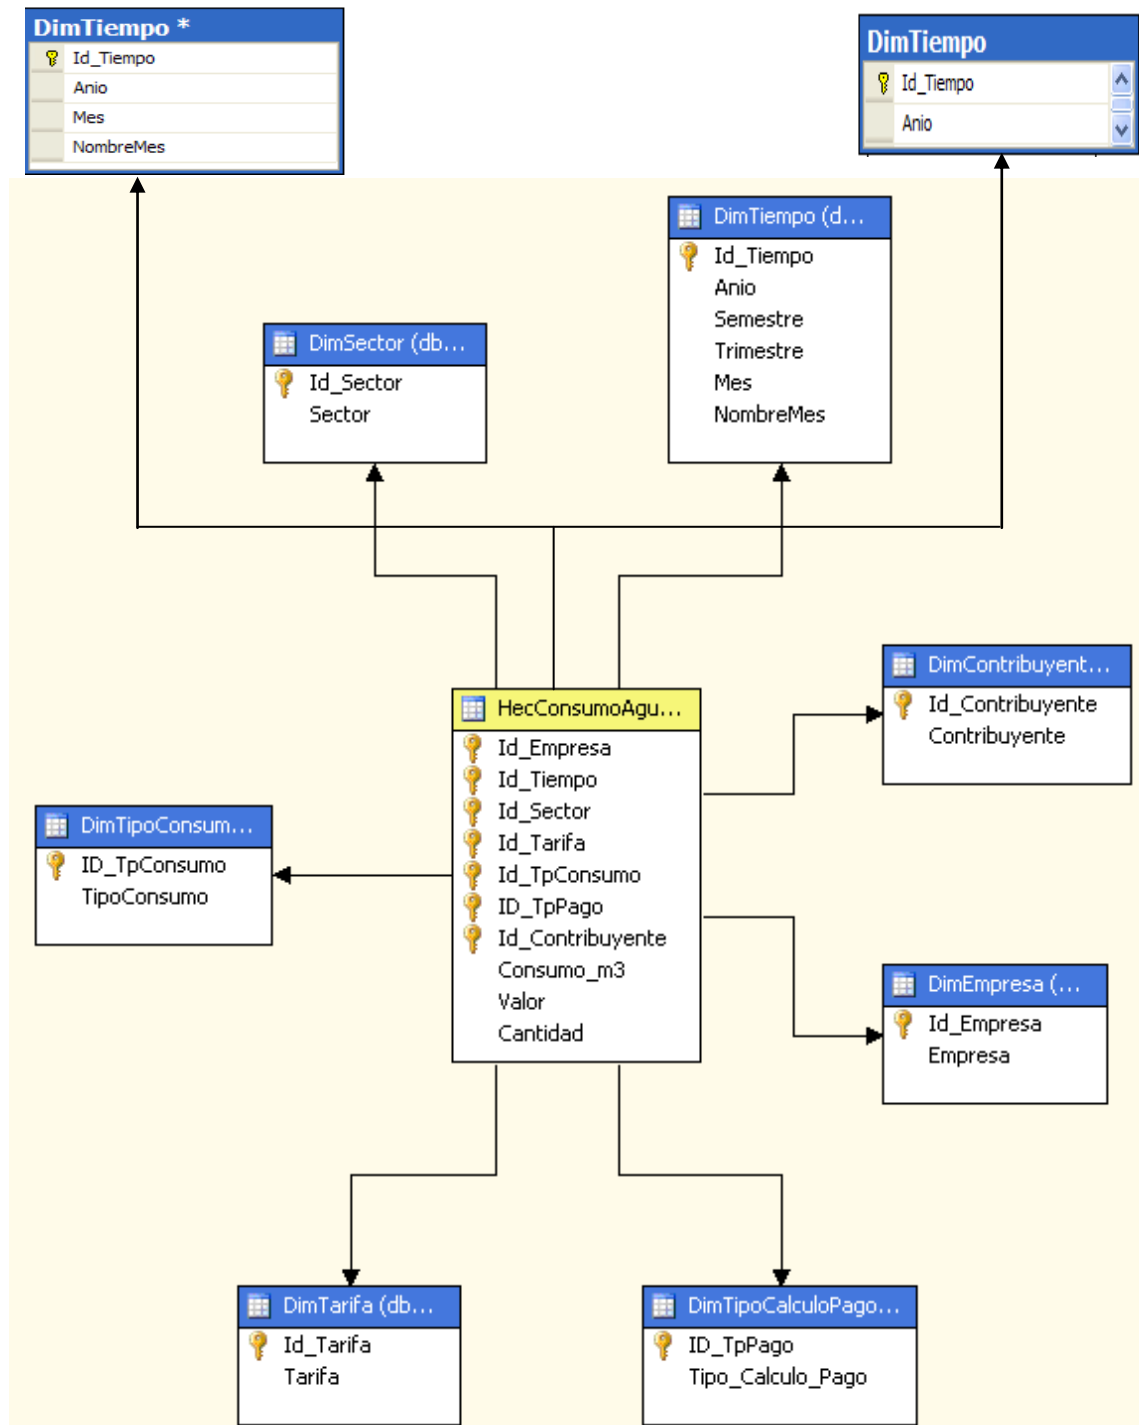 DimTiempo *
Id_Tiempo
Anio
Mes
NombreMes
DimTiempo
Id_Tiempo
Anio
DimTiempo (d...
Id_Tiempo
Anio
Semestre
Trimestre
Mes
NombreMes
DimSector (db...
Id_Sector
Sector
DimContribuyent...
Id_Contribuyente
Contribuyente
HecConsumoAgu...
Id_Empresa
Id_Tiempo
Id_Sector
Id_Tarifa
Id_TpConsumo
ID_TpPago
Id_Contribuyente
Consumo_m3
Valor
Cantidad
DimTipoConsum...
ID_TpConsumo
TipoConsumo
DimEmpresa (...
Id_Empresa
Empresa
DimTarifa (db...
Id_Tarifa
Tarifa
DimTipoCalculoPago...
ID_TpPago
Tipo_Calculo_Pago